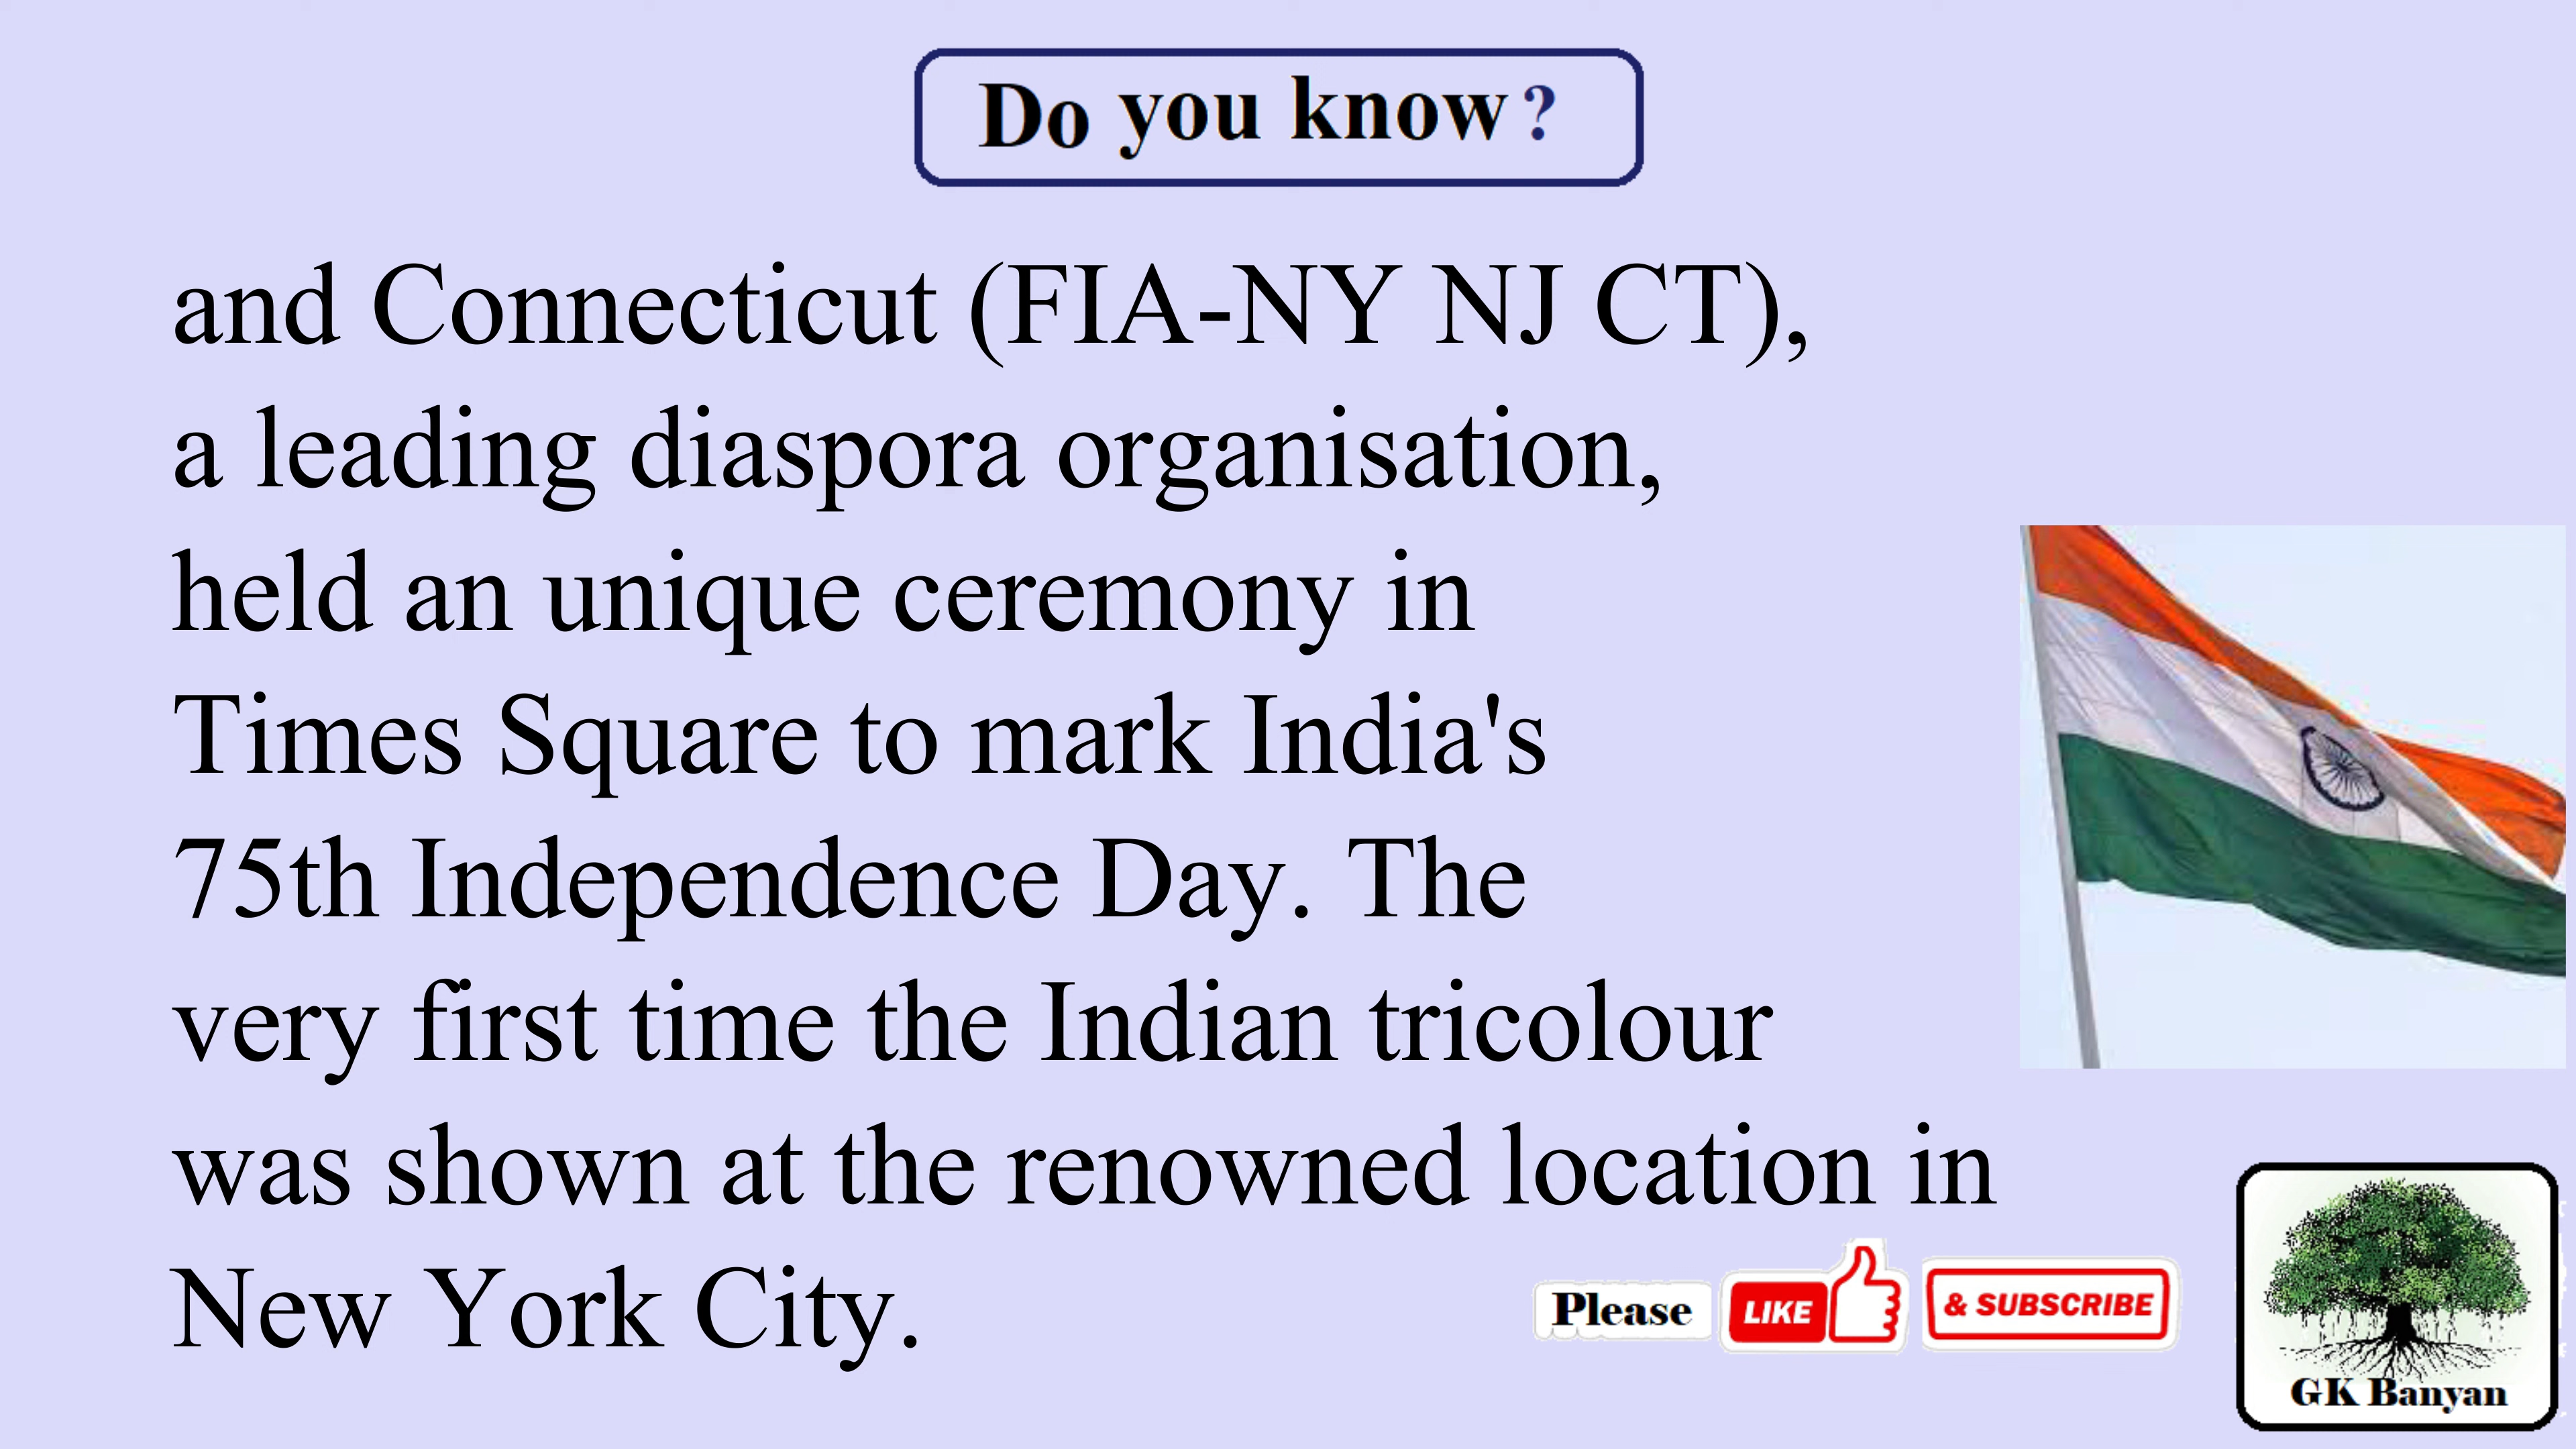 Do you know?
and Connecticut (FIA-NY NJ CT),
a leading diaspora organisation,
held an unique ceremony in
Times Square to mark India's
75th Independence Day. The
very first time the Indian tricolour
was shown at the renowned location in
New York City.
Please LIKE & SUBSCRIBE
GK Banyan